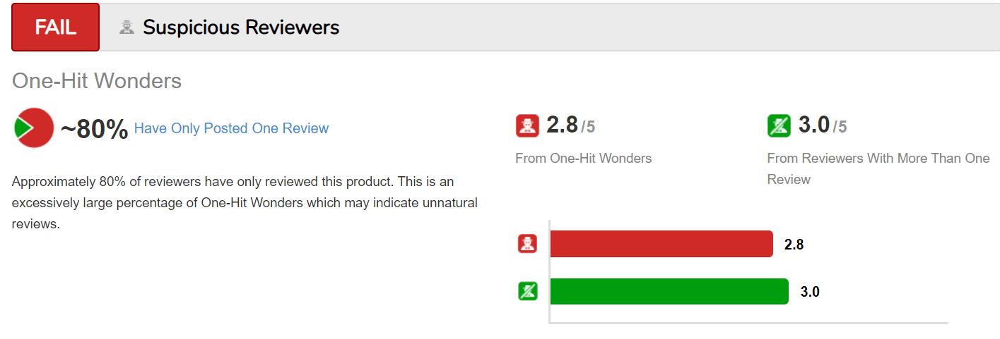 FAIL
Suspicious Reviewers
One-Hit Wonders
~80% Have Only Posted One Review
Approximately 80% of reviewers have only reviewed this product. This is an
excessively large percentage of One-Hit Wonders which may indicate unnatural
reviews.
2.8 /5
From One-Hit Wonders
3.0 /5
From Reviewers With More Than One
Review
2.8
3.0